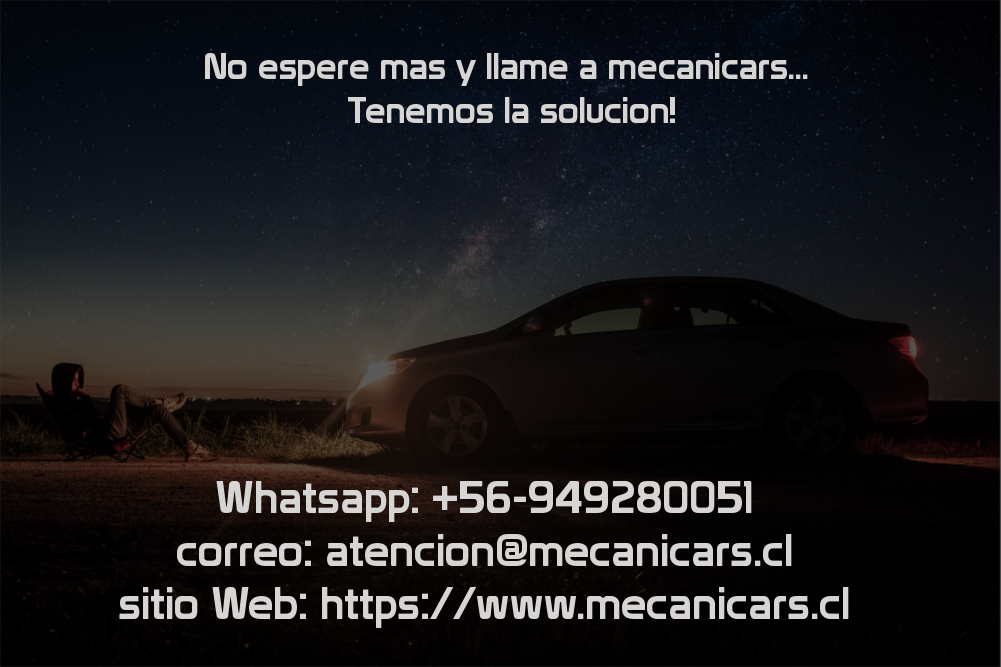 No espere mas y llame a mecanicars...
Tenemos la solucion!
Whatsapp: +56-949280051
correo: atencion@mecanicars.cl
sitio Web: https://www.mecanicars.cl